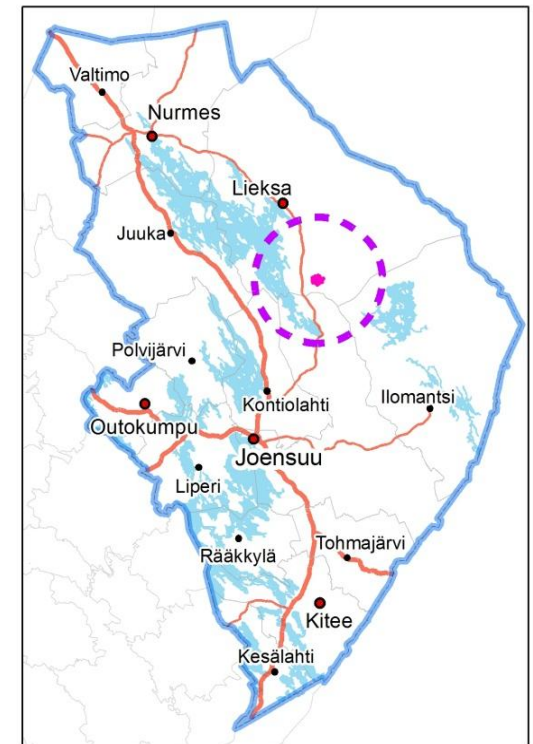 Valtimo
Nurmes
Lieksa
Juuka
Polvijärvi
Kontiolahti
Ilomantsi
Outokumpu
Joensuu
Liperi
Rääkkylä
Tohmajärvi
Kitee
Kesälahti